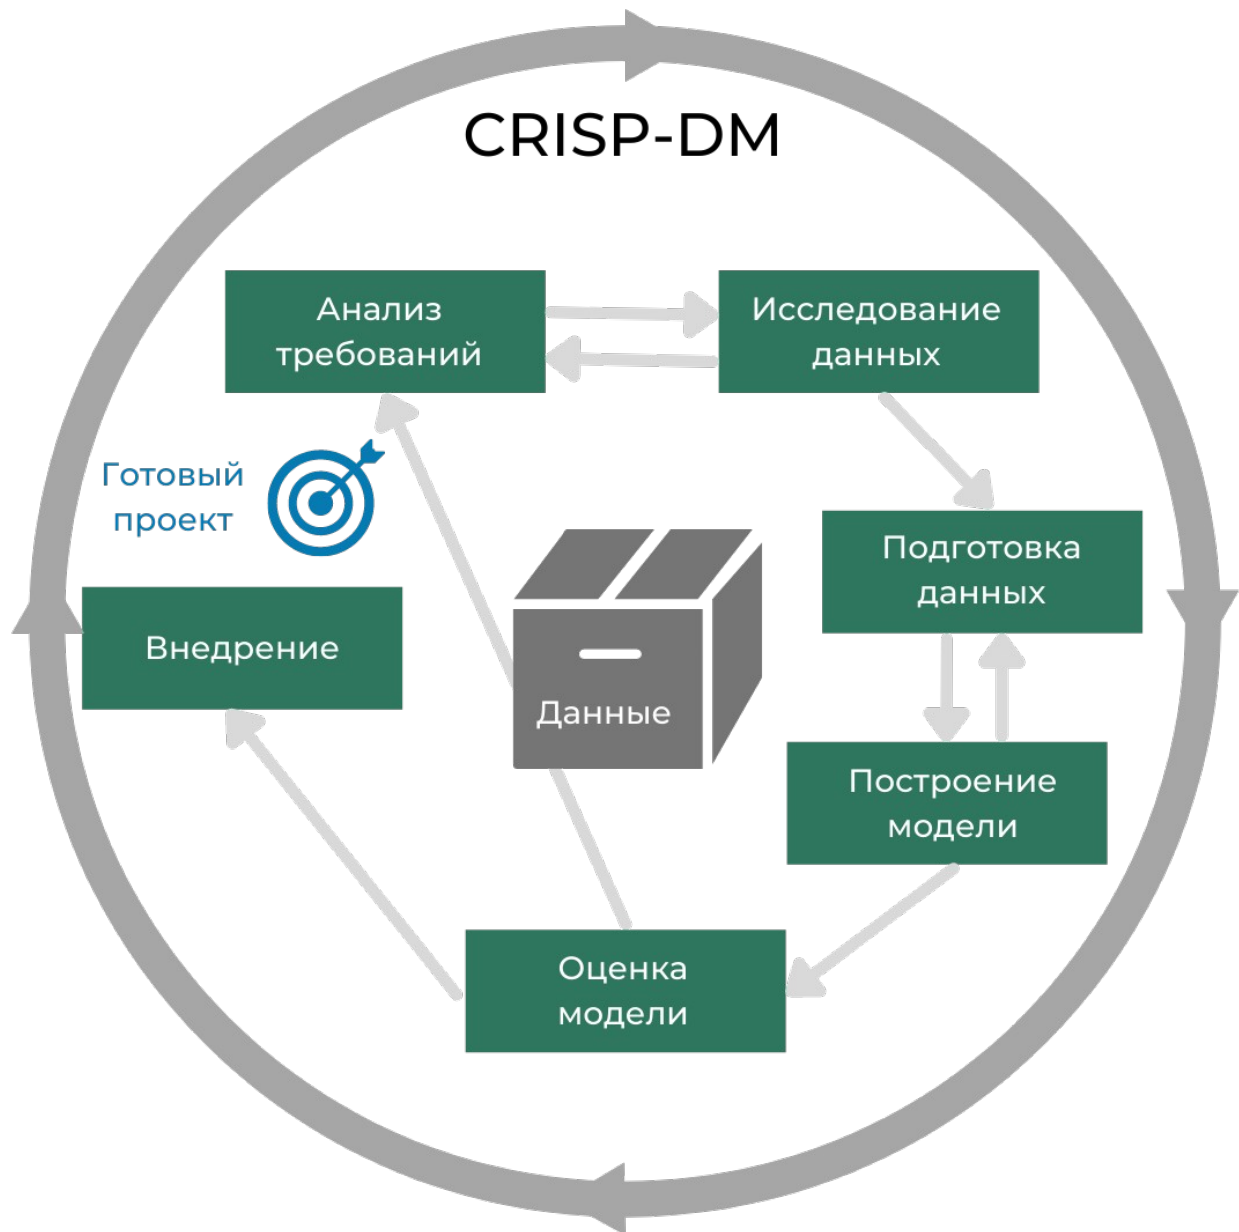 CRISP-DM
Анализ
требований
Исследование
данных
Готовый
проект
Подготовка
данных
Внедрение
Данные
Построение
модели
Оценка
модели